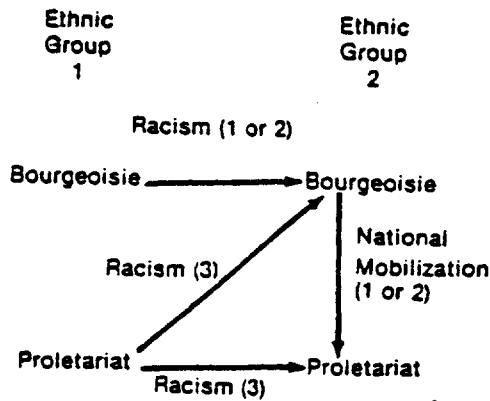 Ethnic
Group
1
Ethnic
Group
2
Racism (1 or 2)
Bourgeoisie
Bourgeoisie
National
Mobilization
(1 or 2)
Racism (3)
Proletariat
Proletariat
Racism (3)